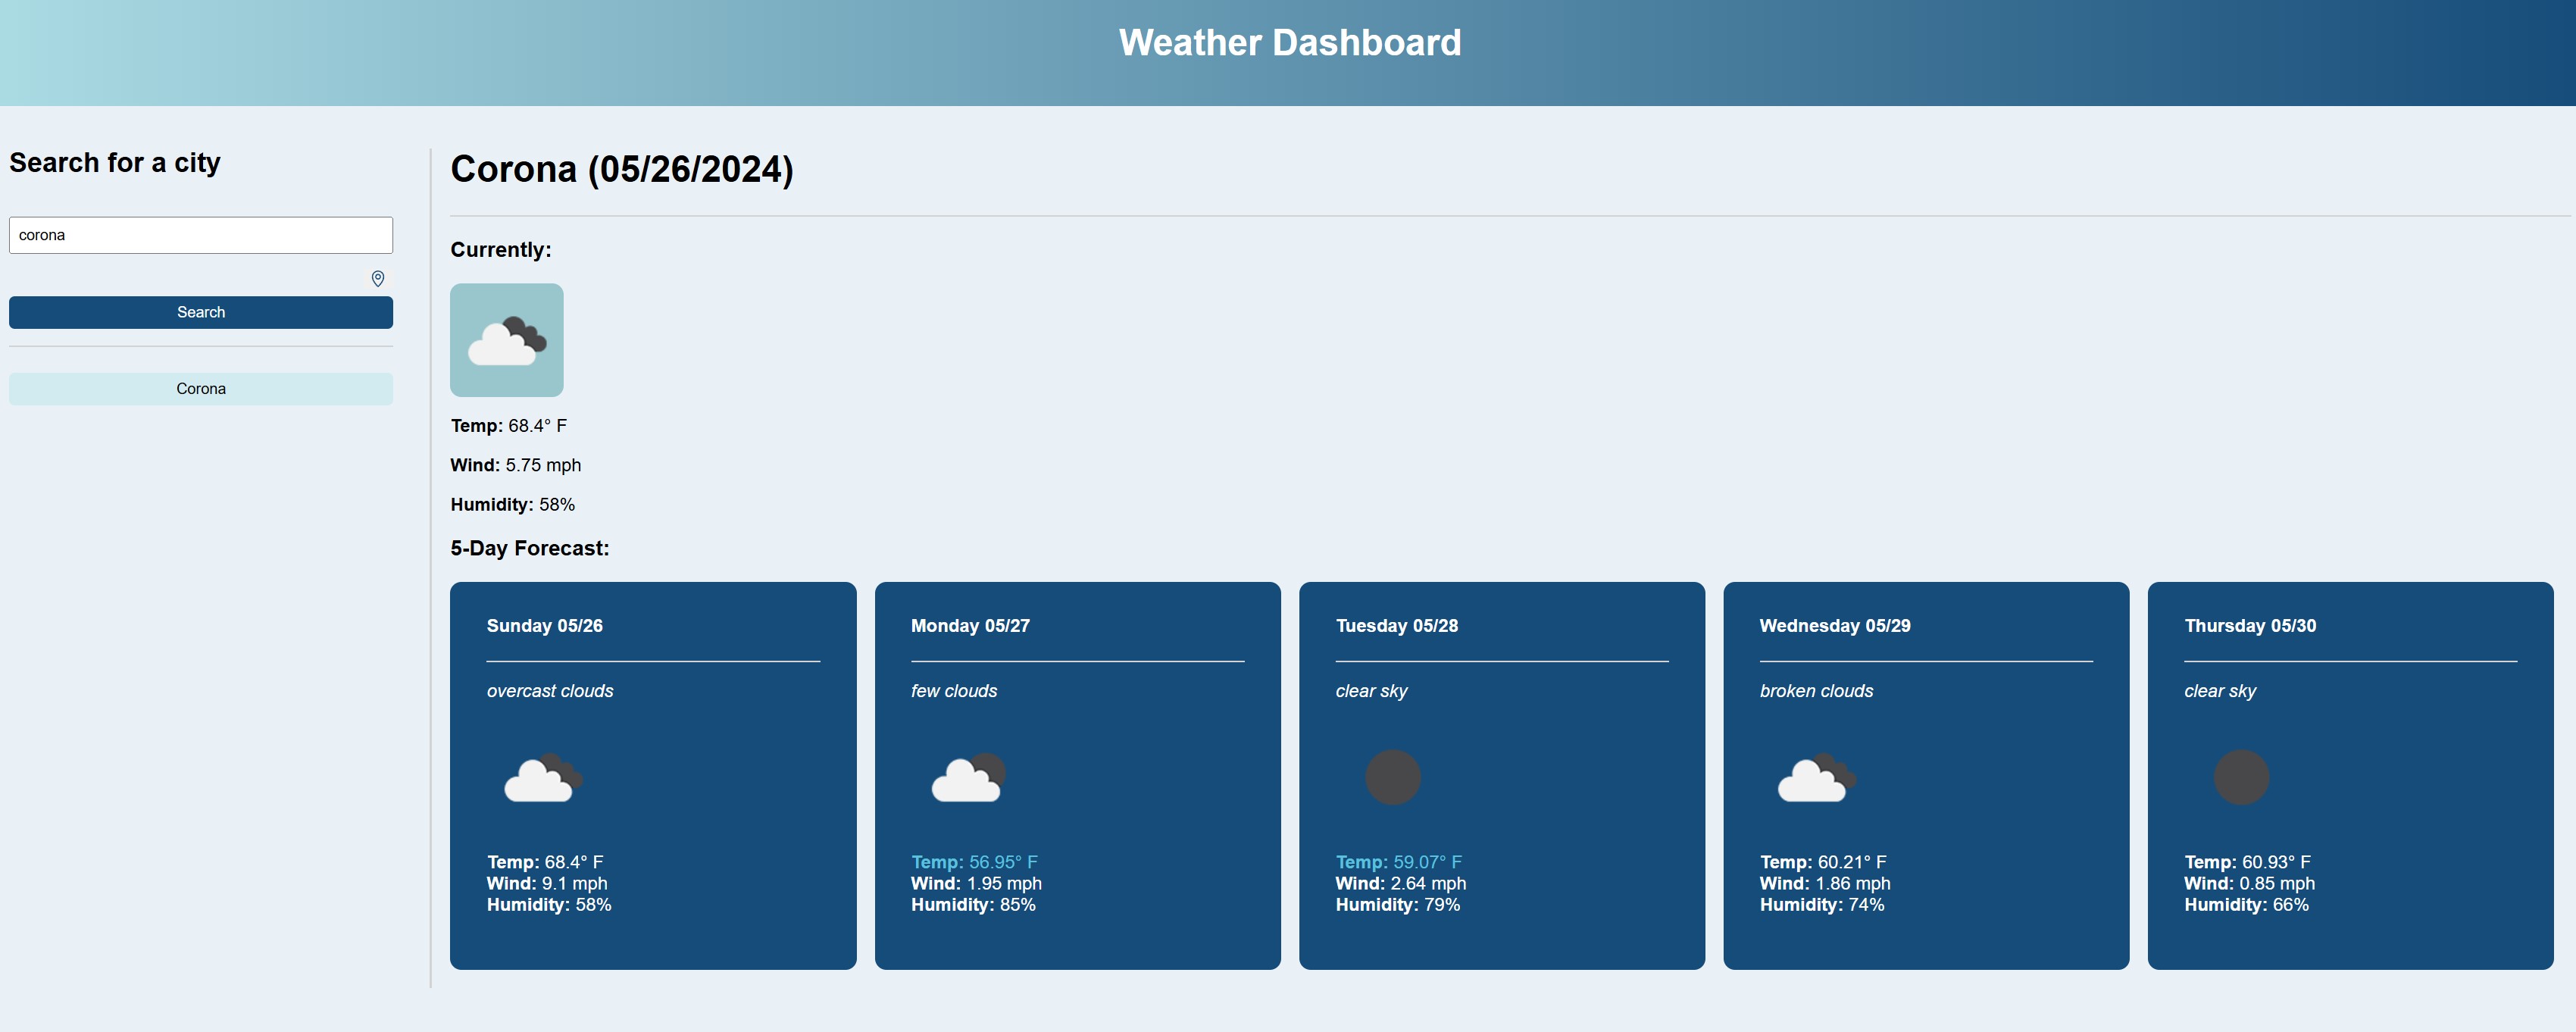 Weather Dashboard
Search for a city
corona
Search
Corona
Corona (05/26/2024)
Currently:
Temp: 68.4° F
Wind: 5.75 mph
Humidity: 58%
5-Day Forecast:
Sunday 05/26
overcast clouds
Temp: 68.4° F
Wind: 9.1 mph
Humidity: 58%
Monday 05/27
few clouds
Temp: 56.95° F
Wind: 1.95 mph
Humidity: 85%
Tuesday 05/28
clear sky
Temp: 59.07° F
Wind: 2.64 mph
Humidity: 79%
Wednesday 05/29
broken clouds
Temp: 60.21° F
Wind: 1.86 mph
Humidity: 74%
Thursday 05/30
clear sky
Temp: 60.93° F
Wind: 0.85 mph
Humidity: 66%